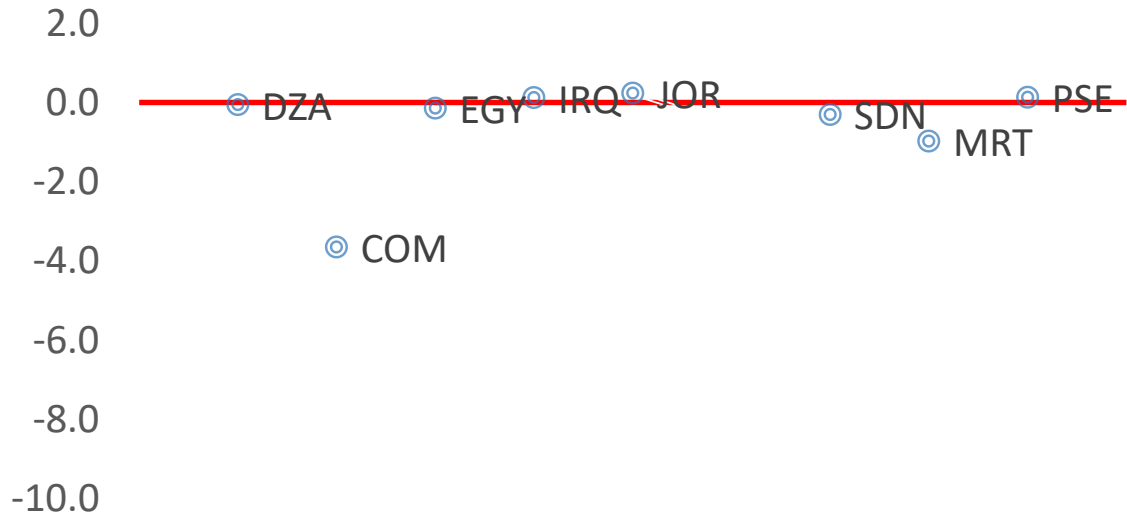 2.0
0.0
-2.0
-4.0
-6.0
-8.0
-10.0
DZA
COM
EGY
IRQ
JOR
SDN
MRT
PSE